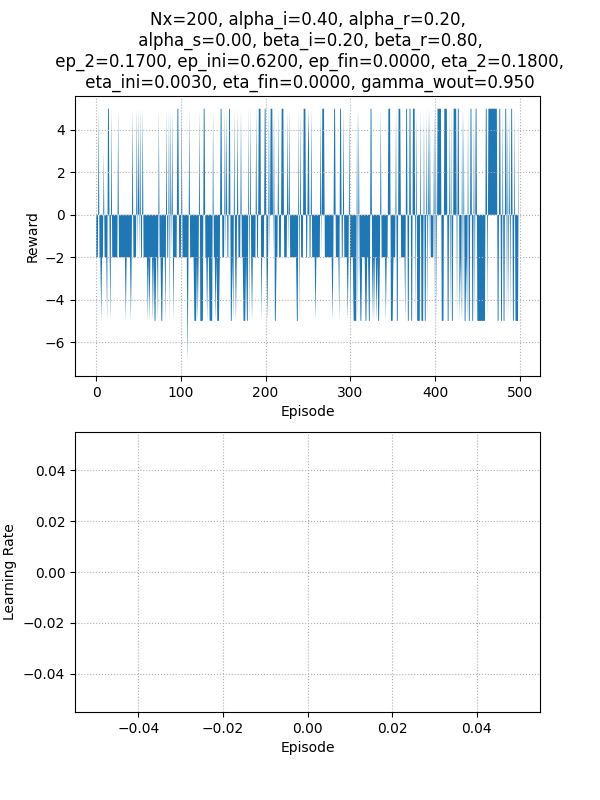 Nx=200, alpha_i=0.40, alpha_r=0.20,
alpha_s=0.00, beta_i=0.20, beta_r=0.80,
ep_2=0.1700, ep_ini=0.6200, ep_fin=0.0000, eta_2=0.1800,
eta_ini=0.0030, eta_fin=0.0000, gamma_wout=0.950
4
2
0
−2
−4
−6
Reward
0 100 200 300 400 500
Episode
0.04
0.02
0.00
−0.02
−0.04
Learning Rate
−0.04 −0.02 0.00 0.02 0.04
Episode